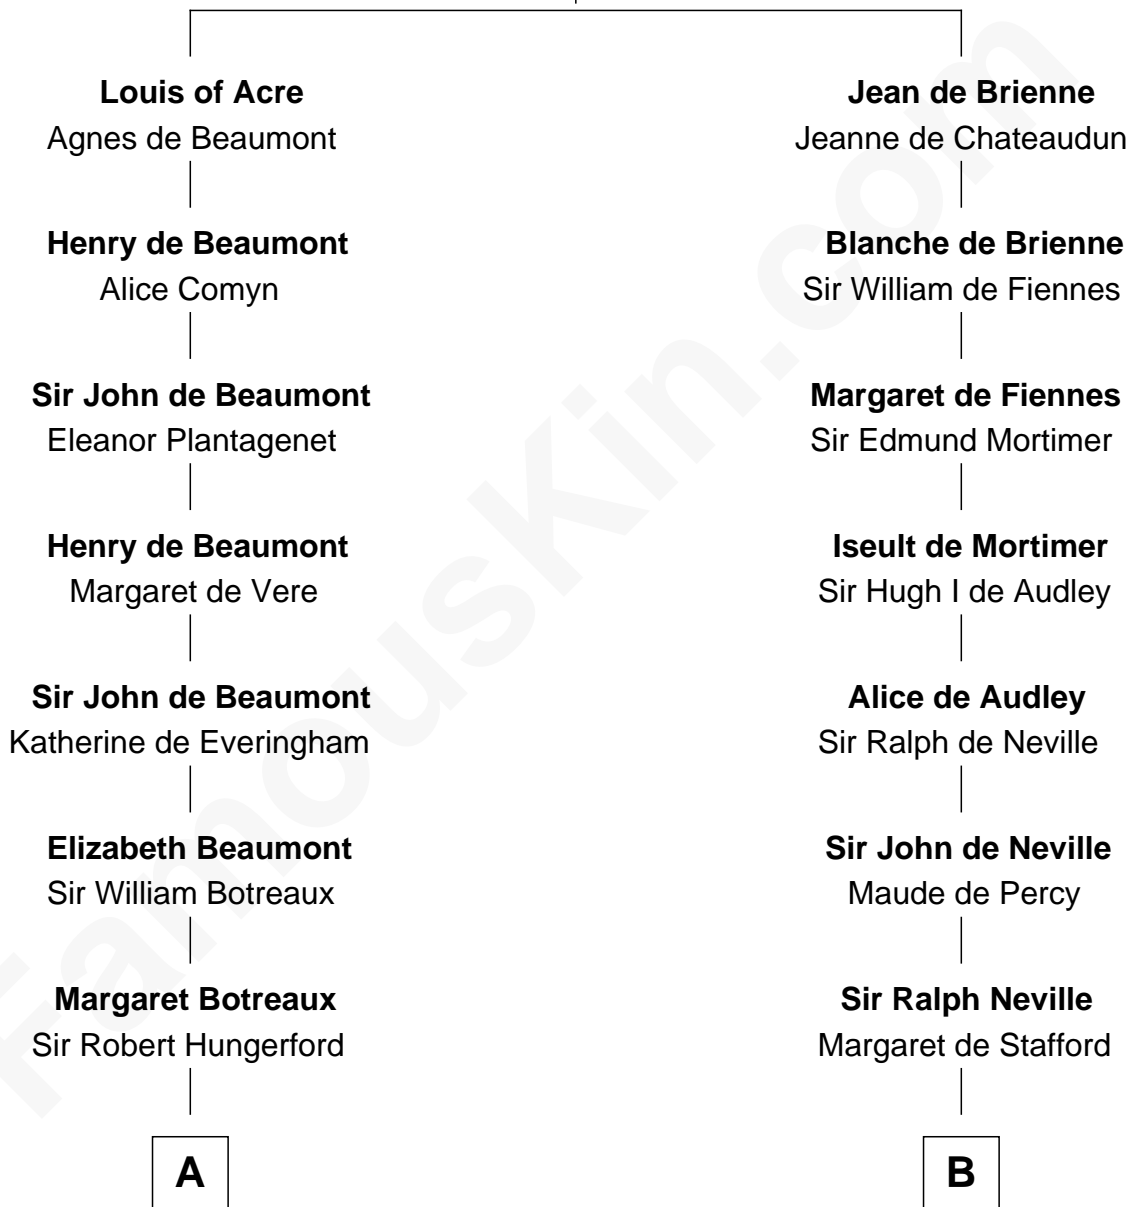 Louis of Acre
Agnes de Beaumont
Henry de Beaumont
Alice Comyn
Sir John de Beaumont
Eleanor Plantagenet
Henry de Beaumont
Margaret de Vere
Sir John de Beaumont
Katherine de Everingham
Elizabeth Beaumont
Sir William Botreaux
Margaret Botreaux
Sir Robert Hungerford
A
Jean de Brienne
Jeanne de Chateaudun
Blanche de Brienne
Sir William de Fiennes
Margaret de Fiennes
Sir Edmund Mortimer
Iseult de Mortimer
Sir Hugh I de Audley
Alice de Audley
Sir Ralph de Neville
Sir John de Neville
Maude de Percy
Sir Ralph Neville
Margaret de Stafford
B
FamousKin.com